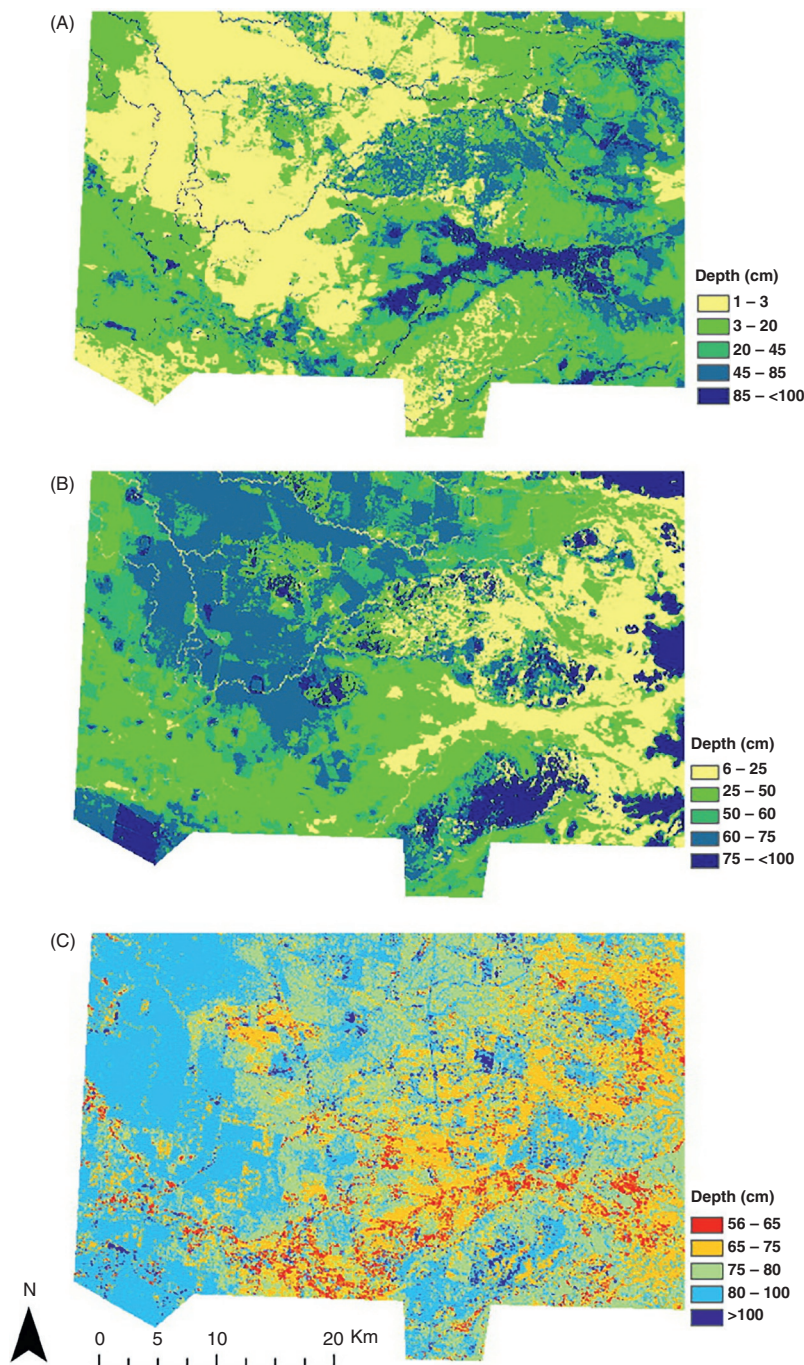 (A)
Depth (cm)
1 – 3
3 – 20
20 – 45
45 – 85
85 – <100
(B)
Depth (cm)
6 – 25
25 – 50
50 – 60
60 – 75
75 – <100
(C)
Depth (cm)
56 – 65
65 – 75
75 – 80
80 – 100
>100
N
0 5 10 20 Km